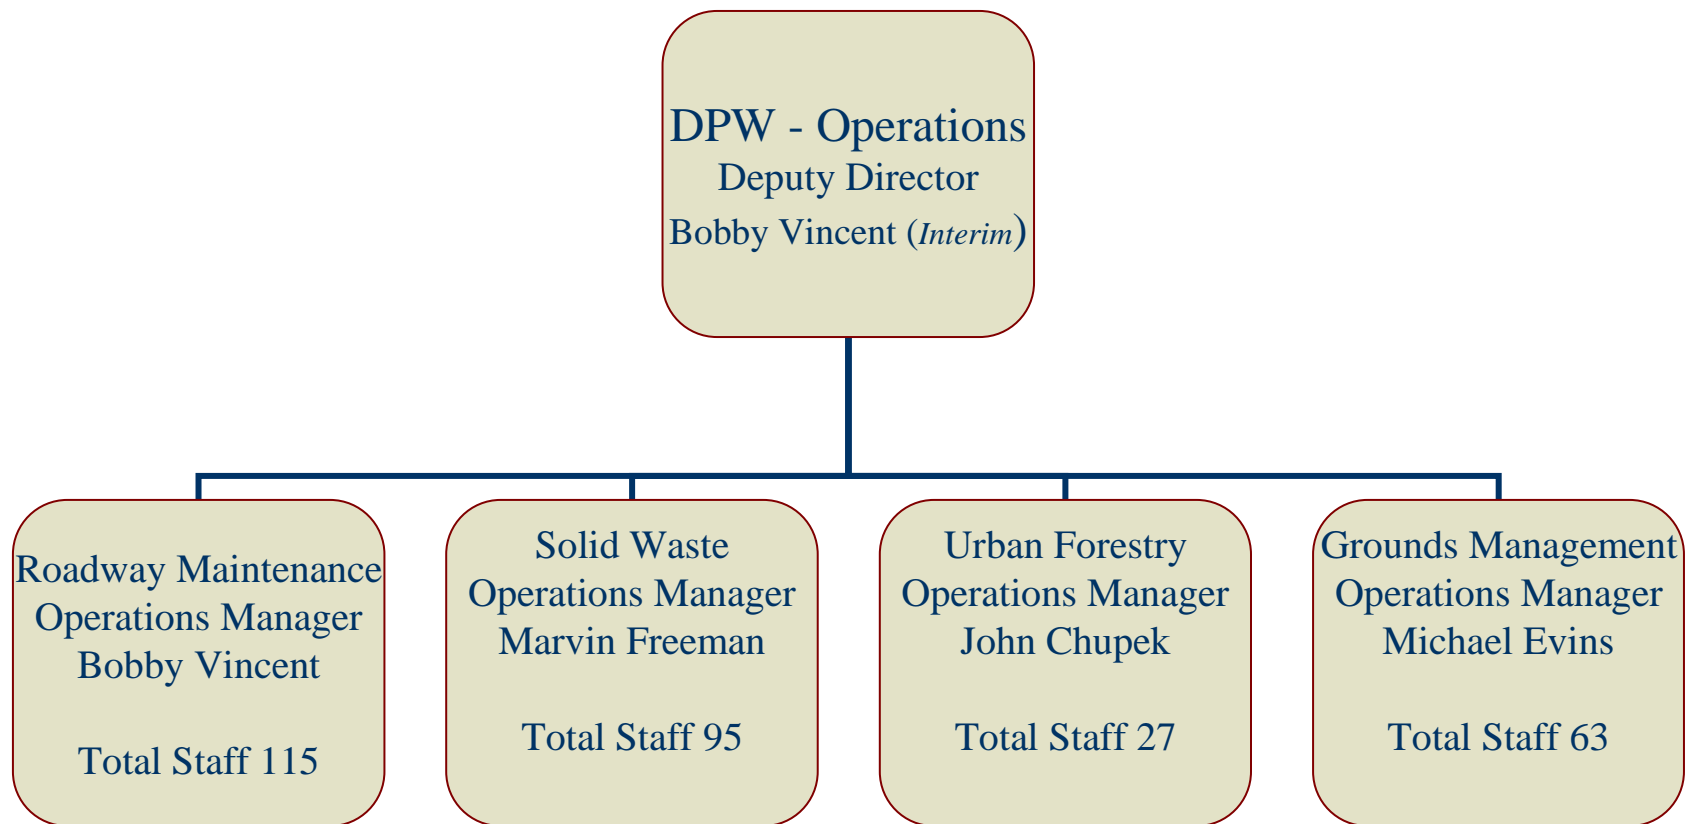 DPW - Operations
Deputy Director
Bobby Vincent (Interim)
Roadway Maintenance
Operations Manager
Bobby Vincent
Total Staff 115
Solid Waste
Operations Manager
Marvin Freeman
Total Staff 95
Urban Forestry
Operations Manager
John Chupek
Total Staff 27
Grounds Management
Operations Manager
Michael Evins
Total Staff 63